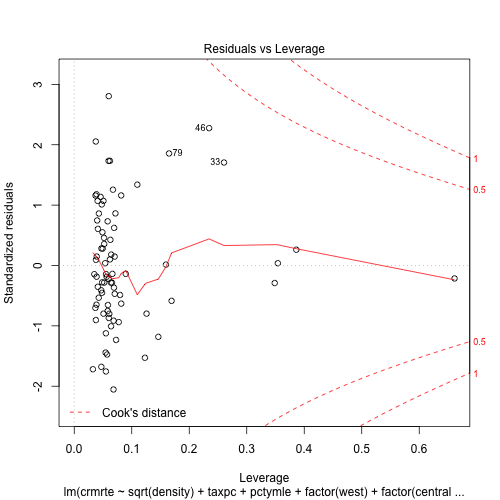 Residuals vs Leverage
Standardized residuals
3
2
1
0
-1
-2
46
79
33
1
0.5
0.5
1
Cook's distance
0.0 0.1 0.2 0.3 0.4 0.5 0.6
Leverage
lm(crmrte ~ sqrt(density) + taxpc + pctymle + factor(west) + factor(central ...